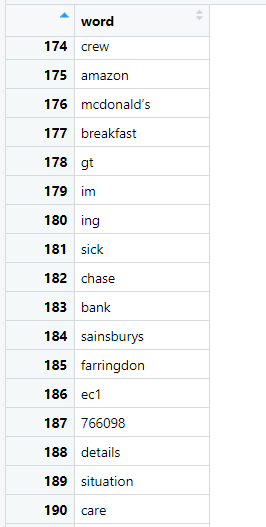 word
174 crew
175 amazon
176 mcdonald's
177 breakfast
178 gt
179 im
180 ing
181 sick
182 chase
183 bank
184 sainsburys
185 farringdon
186 ec1
187 766098
188 details
189 situation
190 care